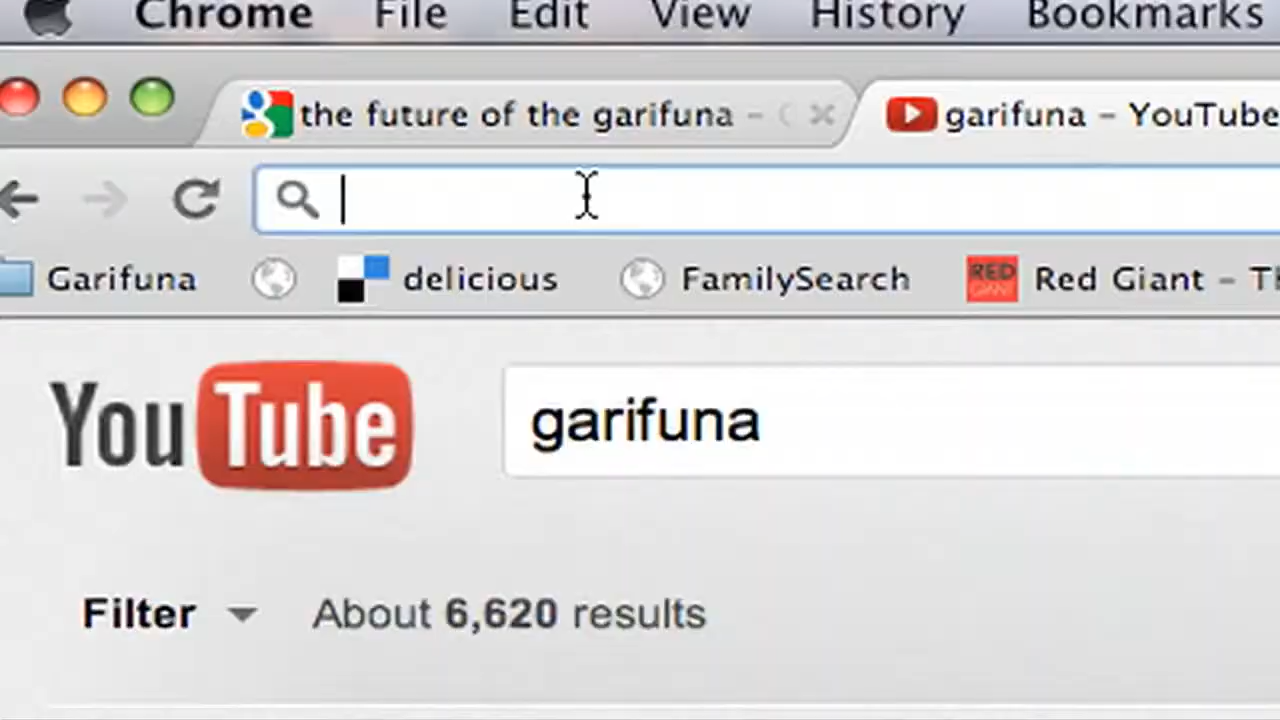 Chrome File Edit View History Bookmarks
the future of the garifuna – garifuna – YouTube
Garifuna delicious FamilySearch RED GIANT Red Giant –
YouTube garifuna
Filter About 6,620 results